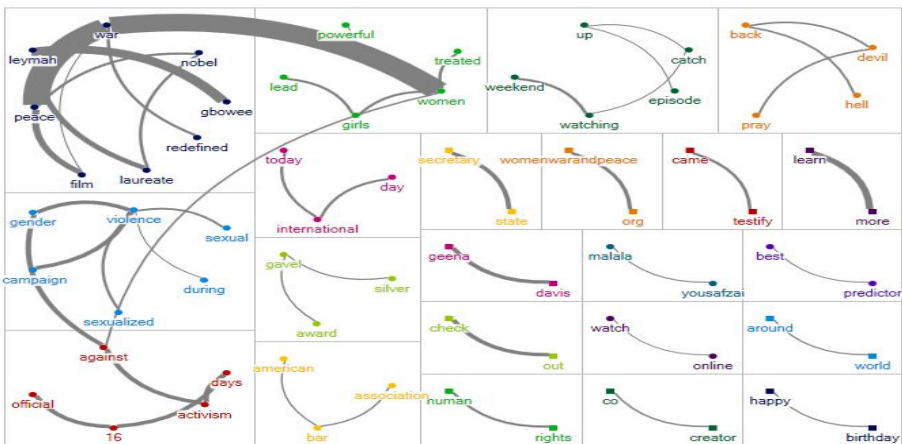 war
leymah
nobel
peace
gbowee
redefined
film
laureate
powerful
treated
lead
women
girls
up
catch
weekend
episode
watching
back
devil
hell
pray
today
day
international
secretary
state
womenwarandpeace
org
came
testify
learn
more
gender
violence
sexual
campaign
during
sexualized
gavel
silver
award
geena
davis
malala
yousafzai
best
predictor
check
out
watch
online
around
world
against
days
official
activism
16
american
association
bar
human
rights
co
creator
happy
birthday